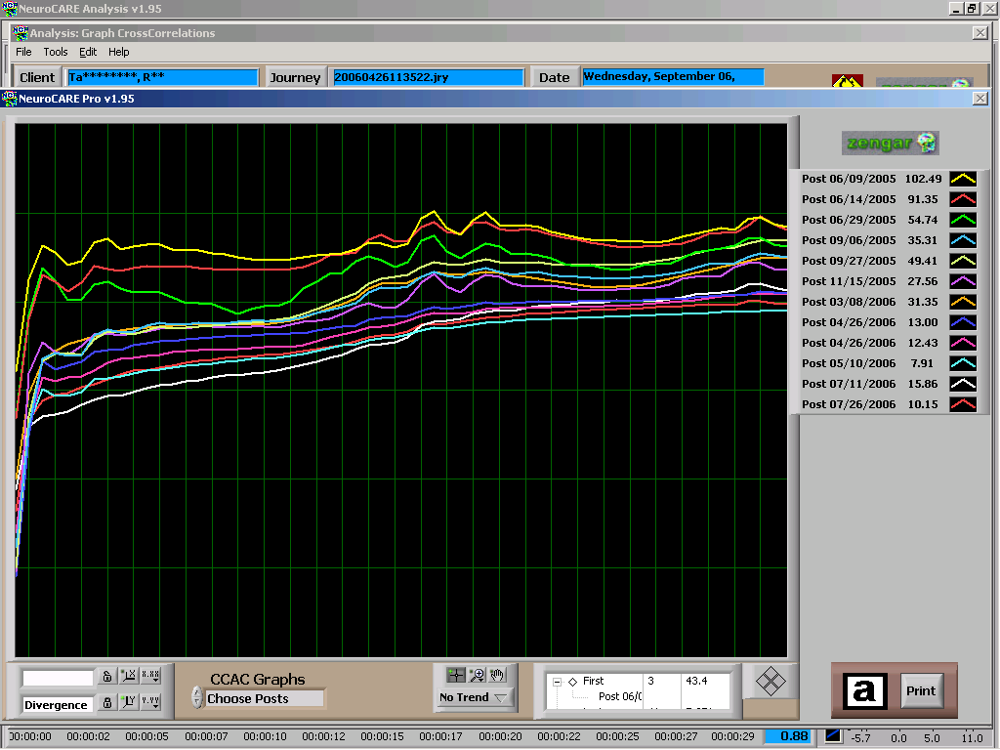 NeuroCARE Analysis v1.95
Analysis: Graph CrossCorrelations
File Tools Edit Help
Client Ta********, R** Journey 20060426113522.jry Date Wednesday, September 06,
NeuroCARE Pro v1.95
zengar
Post 06/09/2005 102.49
Post 06/14/2005 91.35
Post 06/29/2005 54.74
Post 09/06/2005 35.31
Post 09/27/2005 49.41
Post 11/15/2005 27.56
Post 03/08/2006 31.35
Post 04/26/2006 13.00
Post 04/26/2006 12.43
Post 05/10/2006 7.91
Post 07/11/2006 15.86
Post 07/26/2006 10.15
CCAC Graphs
Choose Posts
Divergence
No Trend
First 3 43.4
Post 06/0
a
Print
00:00:00 00:00:02 00:00:05 00:00:07 00:00:10 00:00:12 00:00:15 00:00:17 00:00:20 00:00:22 00:00:25 00:00:27 00:00:29 0.88 -5.7 0.0 5.0 11.0